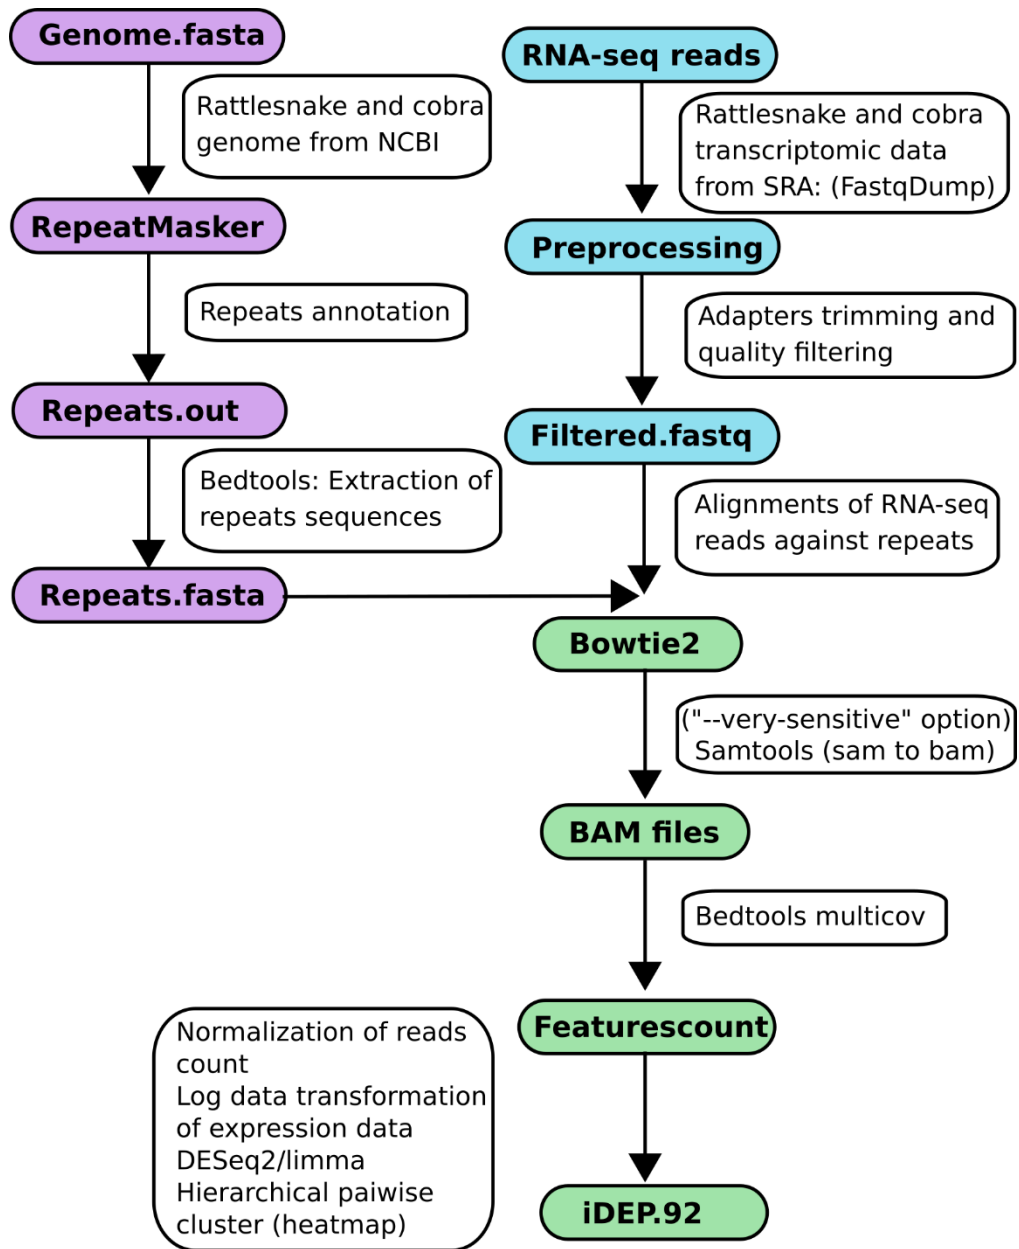 Genome.fasta
Rattlesnake and cobra
genome from NCBI
RepeatMasker
Repeats annotation
Repeats.out
Bedtools: Extraction of
repeats sequences
Repeats.fasta
RNA-seq reads
Rattlesnake and cobra
transcriptomic data
from SRA: (FastqDump)
Preprocessing
Adapters trimming and
quality filtering
Filtered.fastq
Alignments of RNA-seq
reads against repeats
Bowtie2
("--very-sensitive" option)
Samtools (sam to bam)
BAM files
Bedtools multicov
Featurescount
Normalization of reads
count
Log data transformation
of expression data
DESeq2/limma
Hierarchical paiwise
cluster (heatmap)
iDEP.92